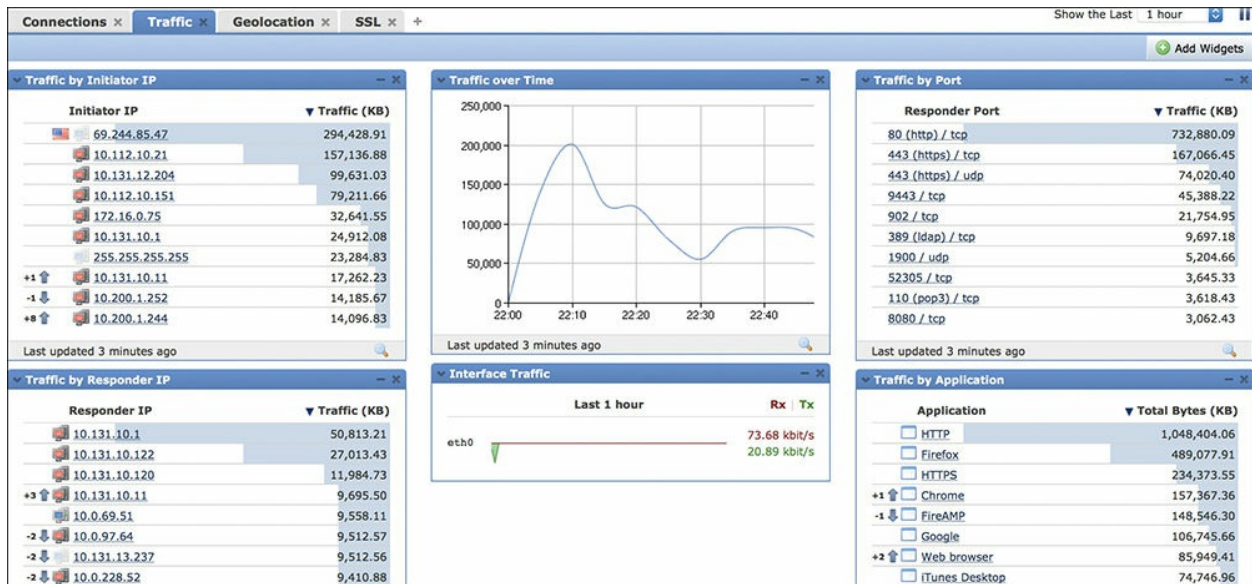 Connections × Traffic × Geolocation × SSL × +
Show the Last 1 hour
Add Widgets
Traffic by Initiator IP
Initiator IP Traffic (KB)
69.244.85.47 294,428.91
10.112.10.21 157,136.88
10.131.12.204 99,631.03
10.112.10.151 79,211.66
172.16.0.75 32,641.55
10.131.10.1 24,912.08
255.255.255.255 23,284.83
+1 10.131.10.11 17,262.23
-1 10.200.1.252 14,185.67
+8 10.200.1.244 14,096.83
Last updated 3 minutes ago
Traffic over Time
250,000
200,000
150,000
100,000
50,000
0
22:00 22:10 22:20 22:30 22:40
Last updated 3 minutes ago
Traffic by Port
Responder Port Traffic (KB)
80 (http) / tcp 732,880.09
443 (https) / tcp 167,066.45
443 (https) / udp 74,020.40
9443 / tcp 45,388.22
902 / tcp 21,754.95
389 (ldap) / tcp 9,697.18
1900 / udp 5,204.66
52305 / tcp 3,645.33
110 (pop3) / tcp 3,618.43
8080 / tcp 3,062.43
Last updated 3 minutes ago
Traffic by Responder IP
Responder IP Traffic (KB)
10.131.10.1 50,813.21
10.131.10.122 27,013.43
10.131.10.120 11,984.73
+3 10.131.10.11 9,695.50
10.0.69.51 9,558.11
-2 10.0.97.64 9,512.57
-2 10.131.13.237 9,512.56
-2 10.0.228.52 9,410.88
Interface Traffic
Last 1 hour Rx | Tx
eth0 73.68 kbit/s
20.89 kbit/s
Traffic by Application
Application Total Bytes (KB)
HTTP 1,048,404.06
Firefox 489,077.91
HTTPS 234,373.55
+1 Chrome 157,367.36
-1 FireAMP 148,546.30
Google 106,745.66
+2 Web browser 85,949.41
iTunes Desktop 74,746.96